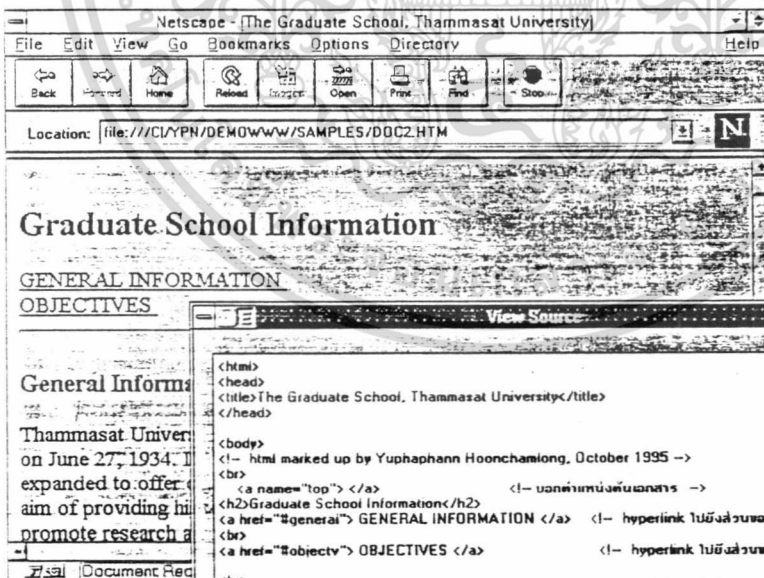 Netscape - [The Graduate School, Thammasat University]
File Edit View Go Bookmarks Options Directory Help
Back Forward Home Reload Images Open Print Find Stop
Location: file:///C|/YPN/DEMOWWW/SAMPLES/DOC2.HTM
N
Graduate School Information
GENERAL INFORMATION
OBJECTIVES
General Informa
Thammasat Univer
on June 27, 1934. I
expanded to offer
aim of providing hi
promote research a
Document
View Source
<html>
<head>
<title>The Graduate School, Thammasat University</title>
</head>
<body>
<!-- html marked up by Yuphaphann Hoonchamlong, October 1995 -->
<br>
<a name="top"> </a> <!-- บอกตำแหน่งต้นเอกสาร -->
<h2>Graduate School Information</h2>
<a href="#general"> GENERAL INFORMATION </a> <!-- hyperlink ไปยังส่วนขอ
<br>
<a href="#objectv"> OBJECTIVES </a> <!-- hyperlink ไปยังส่วน